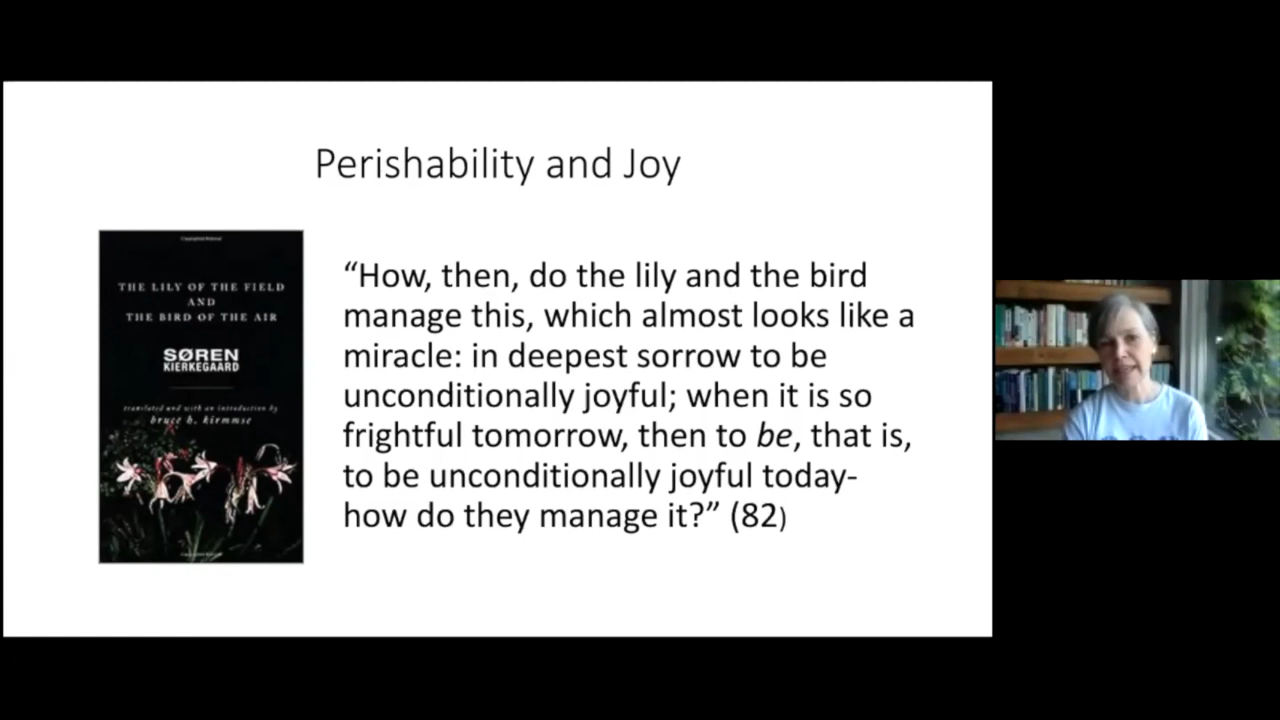 Perishability and Joy
THE LILY OF THE FIELD
AND
THE BIRD OF THE AIR
SØREN
KIERKEGAARD
translated and with an introduction by
bruce h. kirmmse
“How, then, do the lily and the bird
manage this, which almost looks like a
miracle: in deepest sorrow to be
unconditionally joyful; when it is so
frightful tomorrow, then to be, that is,
to be unconditionally joyful today-
how do they manage it?” (82)